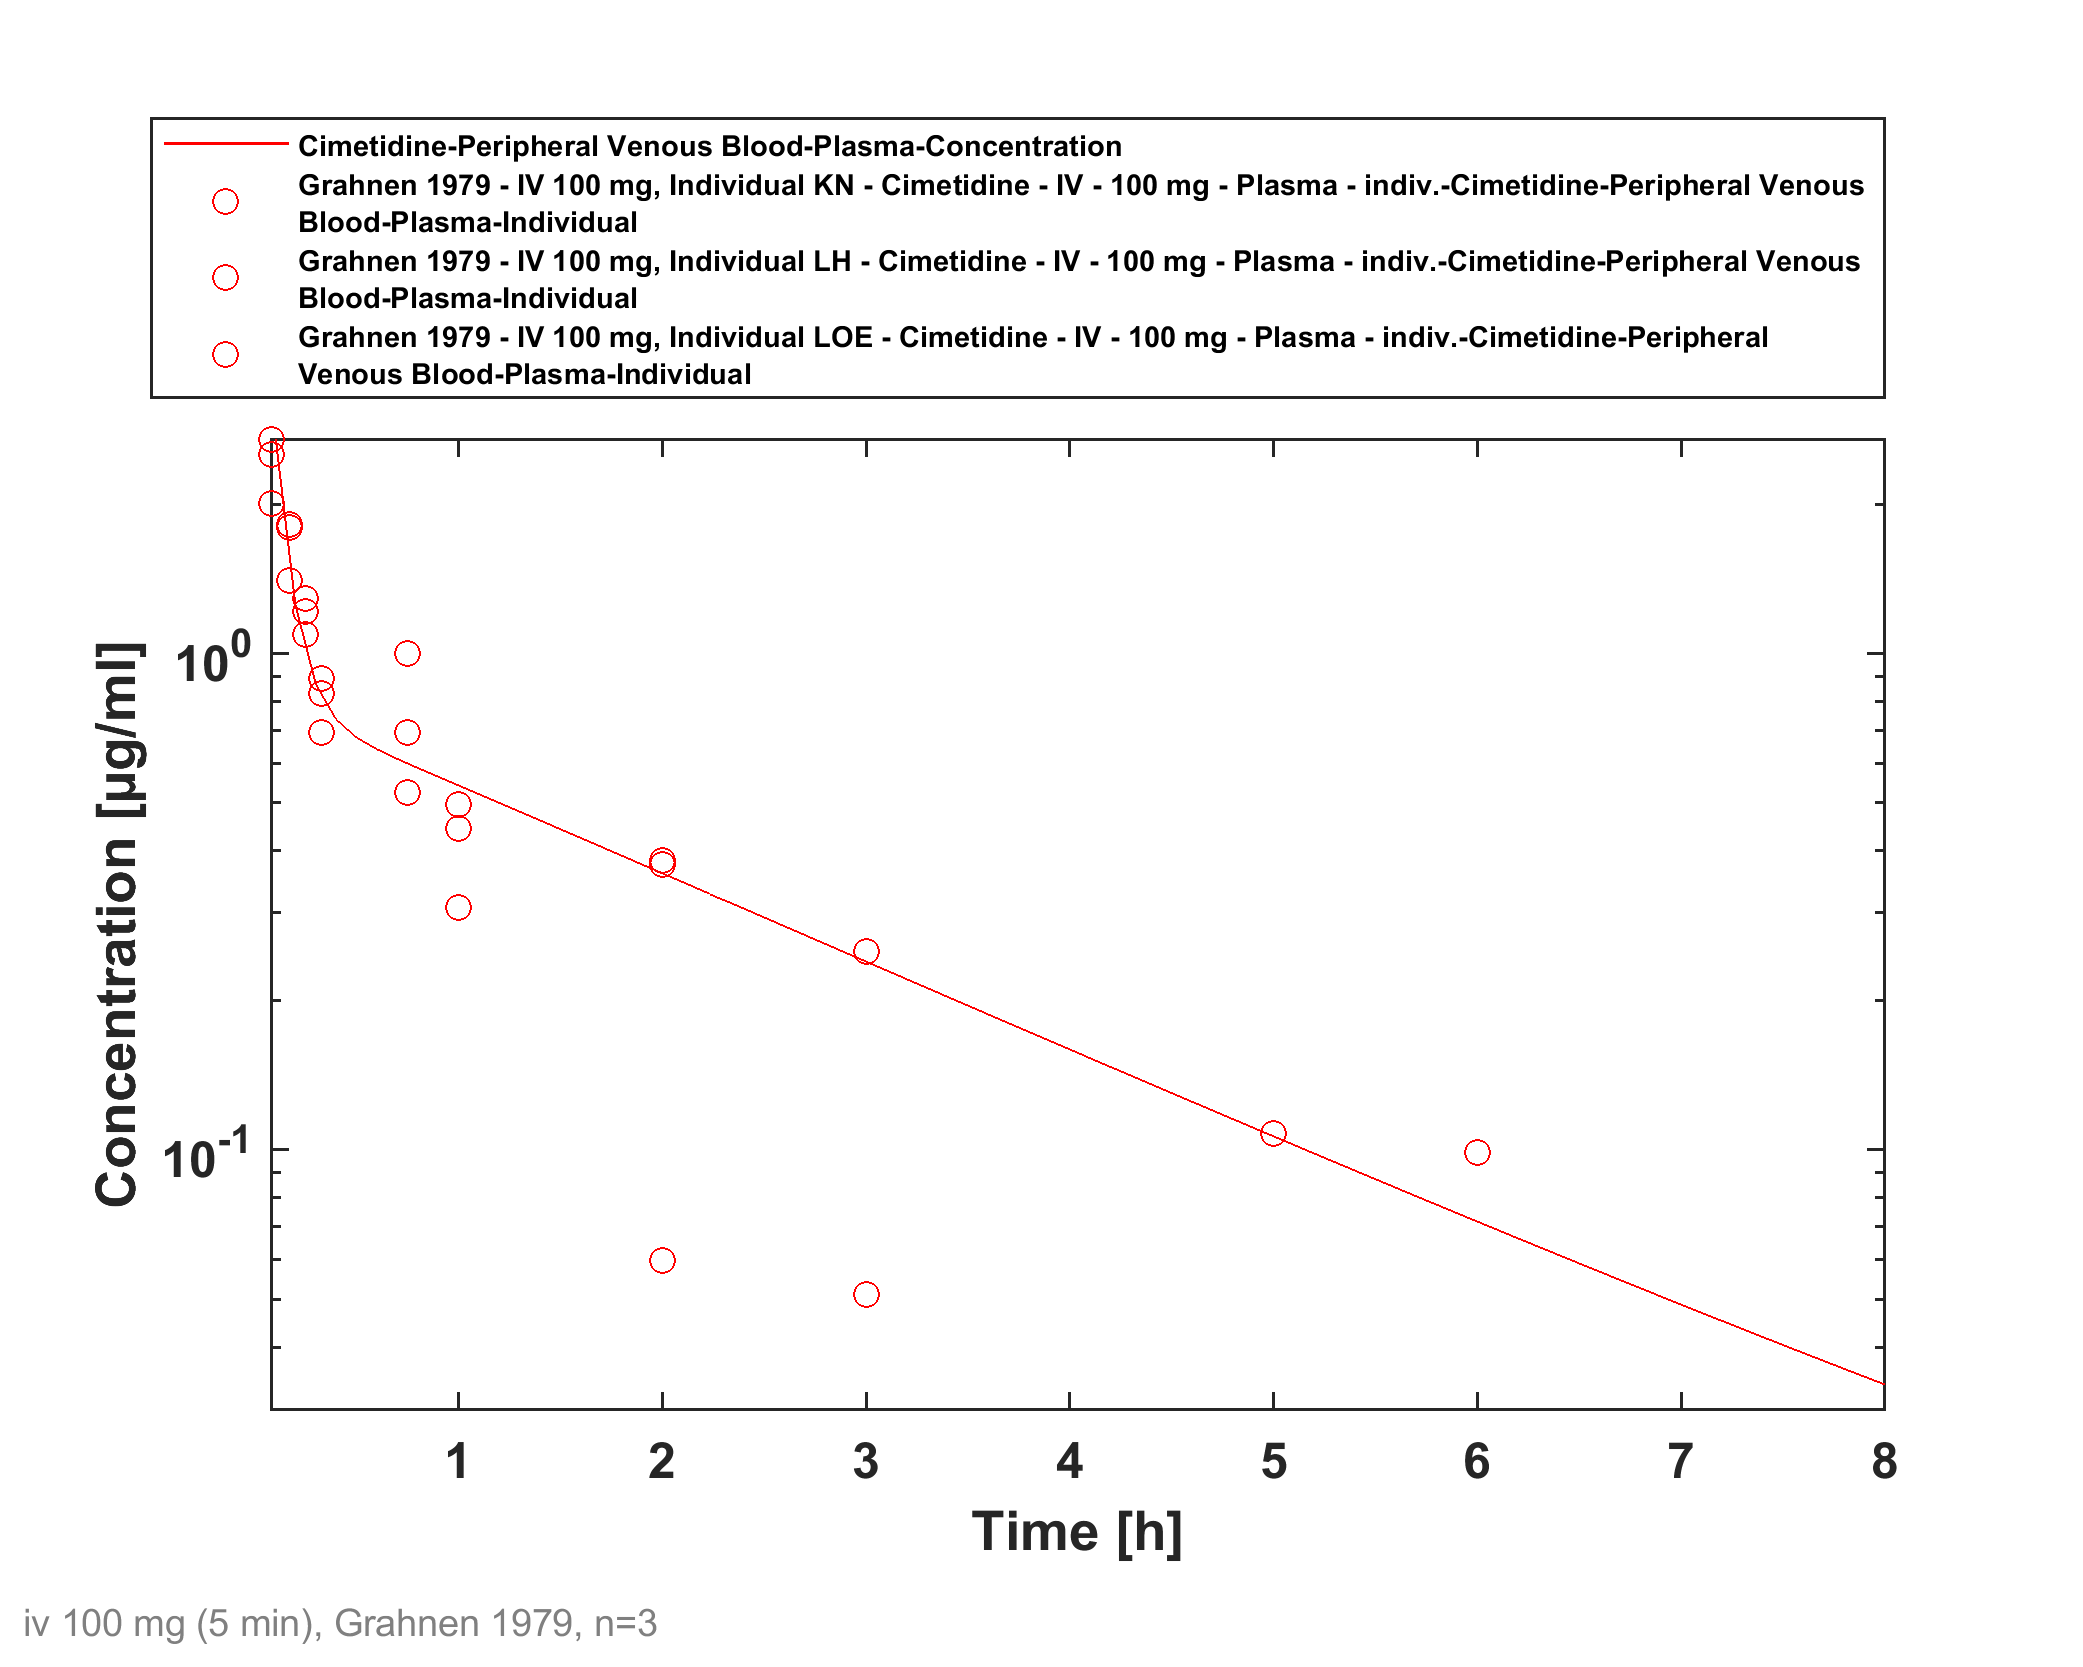 Cimetidine-Peripheral Venous Blood-Plasma-Concentration
Grahnen 1979 - IV 100 mg, Individual KN - Cimetidine - IV - 100 mg - Plasma - indiv.-Cimetidine-Peripheral Venous
Blood-Plasma-Individual
Grahnen 1979 - IV 100 mg, Individual LH - Cimetidine - IV - 100 mg - Plasma - indiv.-Cimetidine-Peripheral Venous
Blood-Plasma-Individual
Grahnen 1979 - IV 100 mg, Individual LOE - Cimetidine - IV - 100 mg - Plasma - indiv.-Cimetidine-Peripheral
Venous Blood-Plasma-Individual
Concentration [µg/ml]
10^0
10^-1
1 2 3 4 5 6 7 8
Time [h]
iv 100 mg (5 min), Grahnen 1979, n=3